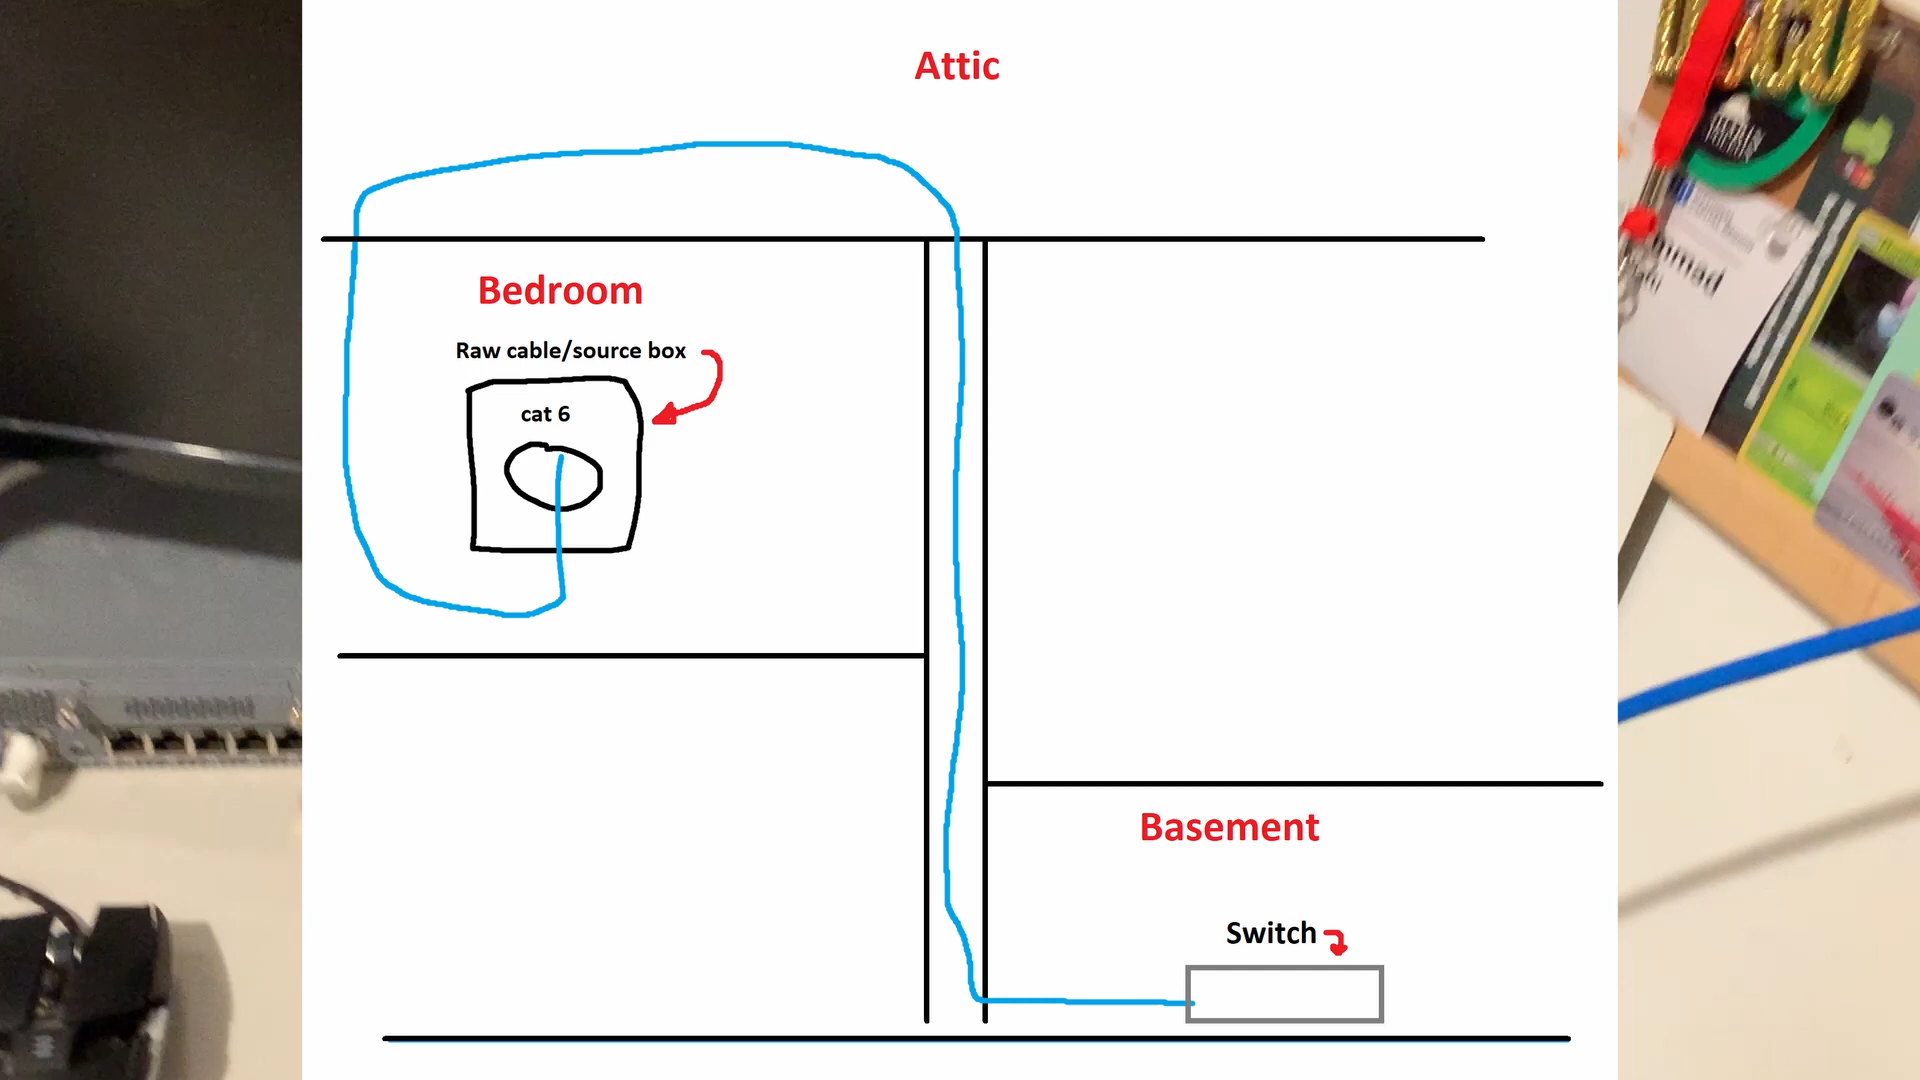 Attic
Bedroom
Raw cable/source box
cat 6
Basement
Switch